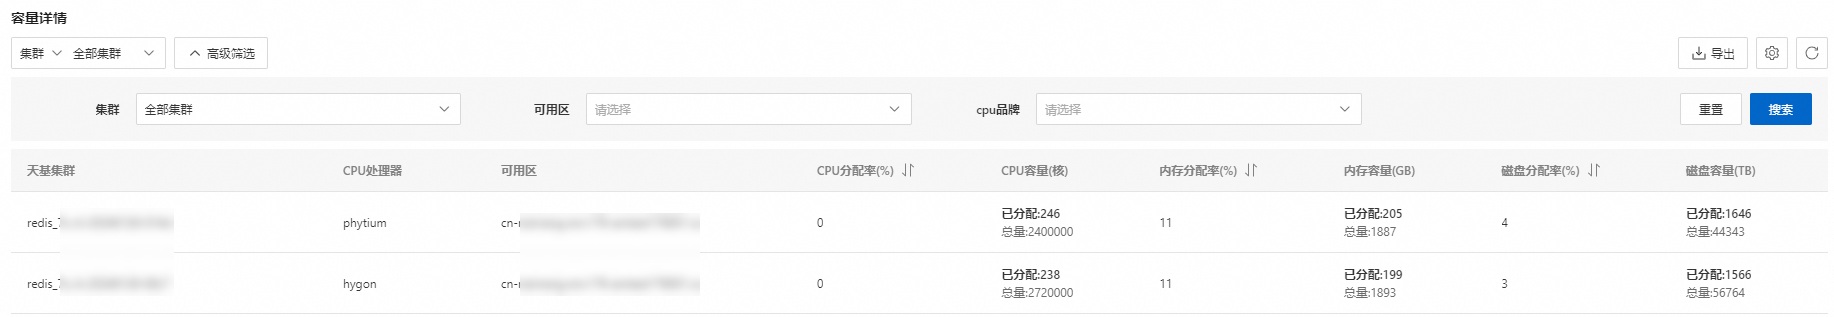 容量详情
集群 全部集群 高级筛选 导出
集群 全部集群 可用区 请选择 cpu品牌 请选择 重置 搜索
天基集群 CPU处理器 可用区 CPU分配率(%) CPU容量(核) 内存分配率(%) 内存容量(GB) 磁盘分配率(%) 磁盘容量(TB)
redis_ phytium cn- 0 已分配:246 11 已分配:205 4 已分配:1646
总量:2400000 总量:1887 总量:44343
redis_ hygon cn- 0 已分配:238 11 已分配:199 3 已分配:1566
总量:2720000 总量:1893 总量:56764